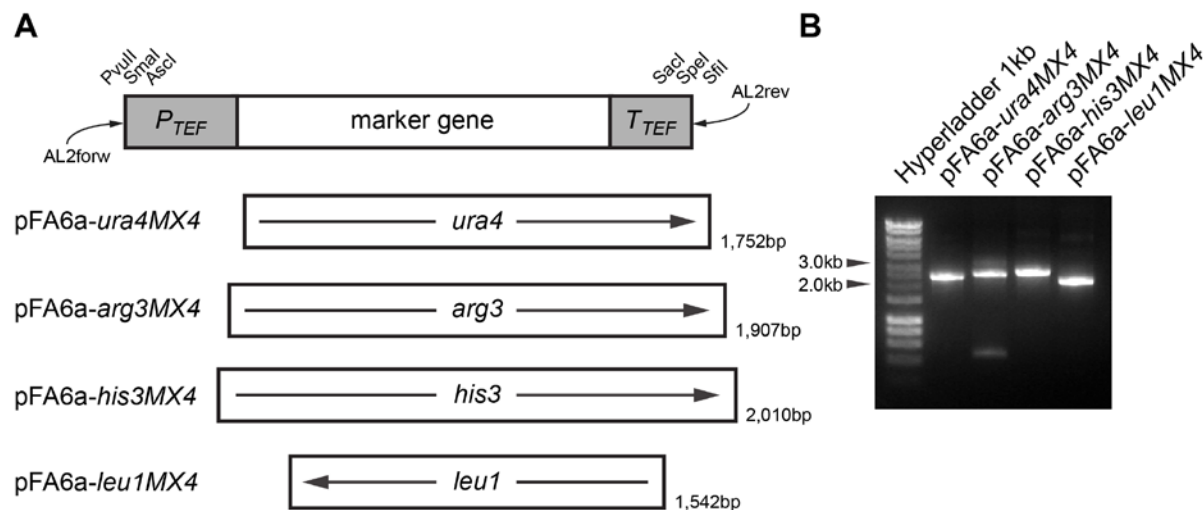 A
PvuII
SmaI
AscI
SacI
SpeI
SfiI
AL2forw
P_TEF
marker gene
T_TEF
AL2rev
pFA6a-ura4MX4
ura4
1,752bp
pFA6a-arg3MX4
arg3
1,907bp
pFA6a-his3MX4
his3
2,010bp
pFA6a-leu1MX4
leu1
1,542bp
B
Hyperladder 1kb
pFA6a-ura4MX4
pFA6a-arg3MX4
pFA6a-his3MX4
pFA6a-leu1MX4
3.0kb
2.0kb